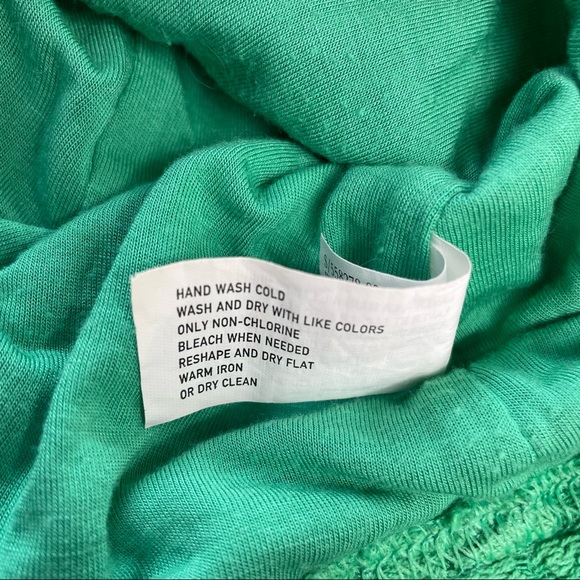 HAND WASH COLD
WASH AND DRY WITH LIKE COLORS
ONLY NON-CHLORINE
BLEACH WHEN NEEDED
RESHAPE AND DRY FLAT
WARM IRON
OR DRY CLEAN